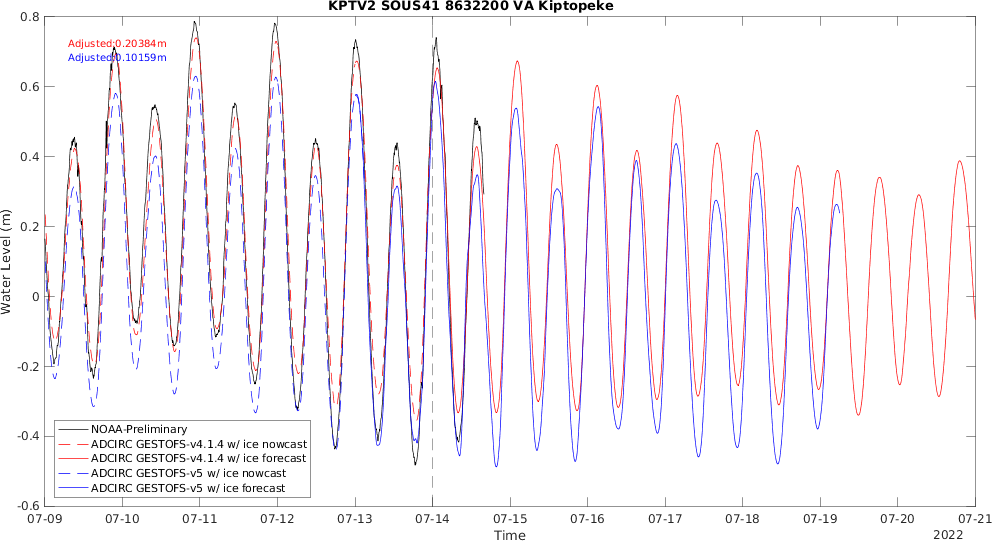 KPTV2 SOUS41 8632200 VA Kiptopeke
Adjusted:0.20384m
Adjusted:0.10159m
Water Level (m)
0.8
0.6
0.4
0.2
0
-0.2
-0.4
-0.6
NOAA-Preliminary
ADCIRC GESTOFS-v4.1.4 w/ ice nowcast
ADCIRC GESTOFS-v4.1.4 w/ ice forecast
ADCIRC GESTOFS-v5 w/ ice nowcast
ADCIRC GESTOFS-v5 w/ ice forecast
07-09 07-10 07-11 07-12 07-13 07-14 07-15 07-16 07-17 07-18 07-19 07-20 07-21
Time
2022